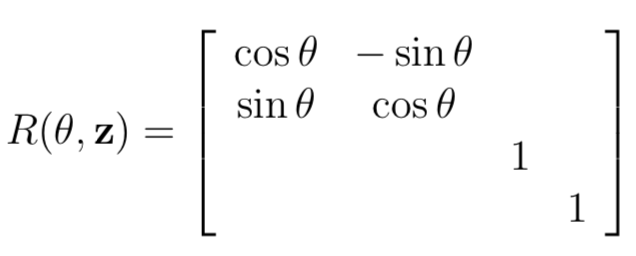 cos θ − sin θ
sin θ cos θ
R(θ, z) =
1
1